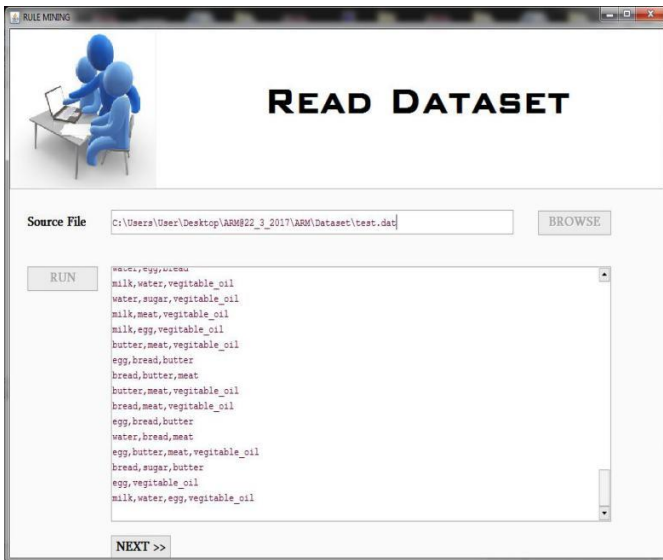 RULE MINING
READ DATASET
Source File
C:\Users\User\Desktop\ARM@22_3_2017\ARM\Dataset\test.dat
BROWSE
RUN
water,egg,bread
milk,water,vegitable_oil
water,sugar,vegitable_oil
milk,meat,vegitable_oil
milk,egg,vegitable_oil
butter,meat,vegitable_oil
egg,bread,butter
bread,butter,meat
butter,meat,vegitable_oil
bread,meat,vegitable_oil
egg,bread,butter
water,bread,meat
egg,butter,meat,vegitable_oil
bread,sugar,butter
egg,vegitable_oil
milk,water,egg,vegitable_oil
NEXT >>